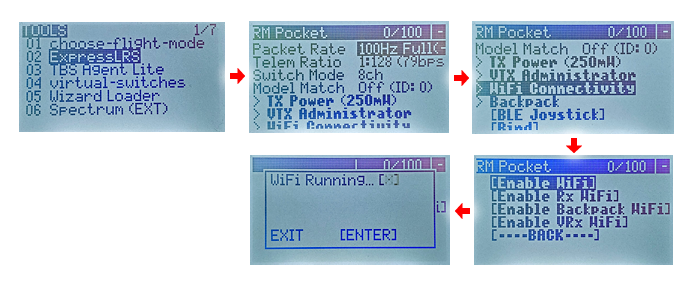 TOOLS 1/7
01 choose-flight-mode
02 ExpressLRS
03 TBS Agent Lite
04 virtual-switches
05 Wizard Loader
06 Spectrum (EXT)
RM Pocket 0/100 -
Packet Rate 100Hz Full(-
Telem Ratio 1:128 (79bps
Switch Mode 8ch
Model Match Off (ID: 0)
> TX Power (250mW)
> VTX Administrator
> WiFi Connectivity
RM Pocket 0/100 -
Model Match Off (ID: 0)
> TX Power (250mW)
> VTX Administrator
> WiFi Connectivity
> Backpack
[BLE Joystick]
[Bind]
RM Pocket 0/100 -
[Enable WiFi]
[Enable Rx WiFi]
[Enable Backpack WiFi]
[Enable VRx WiFi]
[----BACK----]
0/100 -
WiFi Running...
i]
EXIT [ENTER]